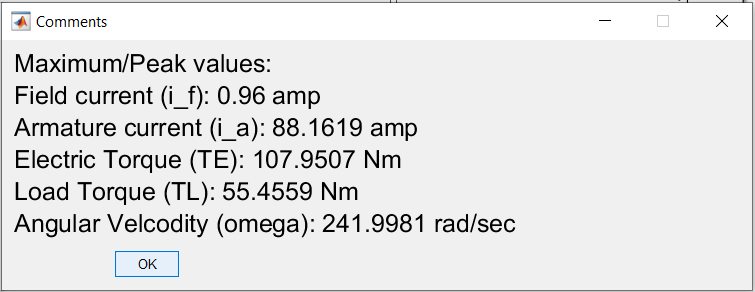 Comments
Maximum/Peak values:
Field current (i_f): 0.96 amp
Armature current (i_a): 88.1619 amp
Electric Torque (TE): 107.9507 Nm
Load Torque (TL): 55.4559 Nm
Angular Velcodity (omega): 241.9981 rad/sec
OK